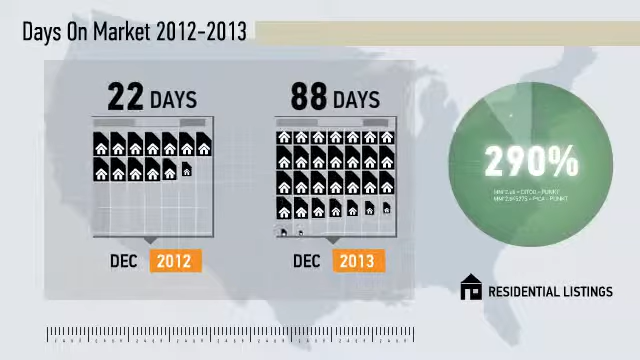 Days On Market 2012-2013
22 DAYS
88 DAYS
290%
DEC 2012
DEC 2013
RESIDENTIAL LISTINGS